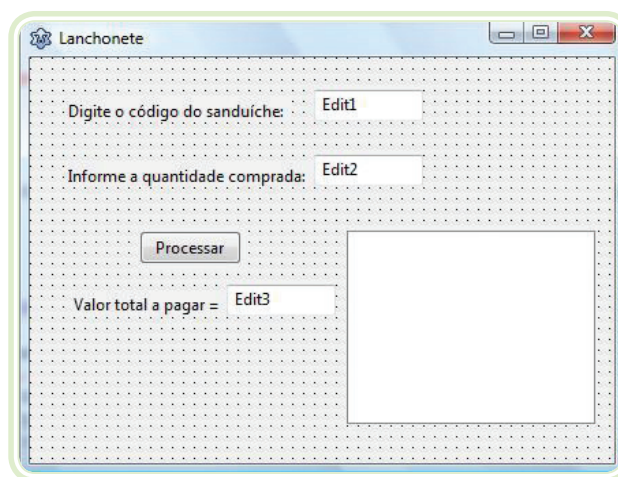 Lanchonete
Digite o código do sanduíche: Edit1
Informe a quantidade comprada: Edit2
Processar
Valor total a pagar = Edit3